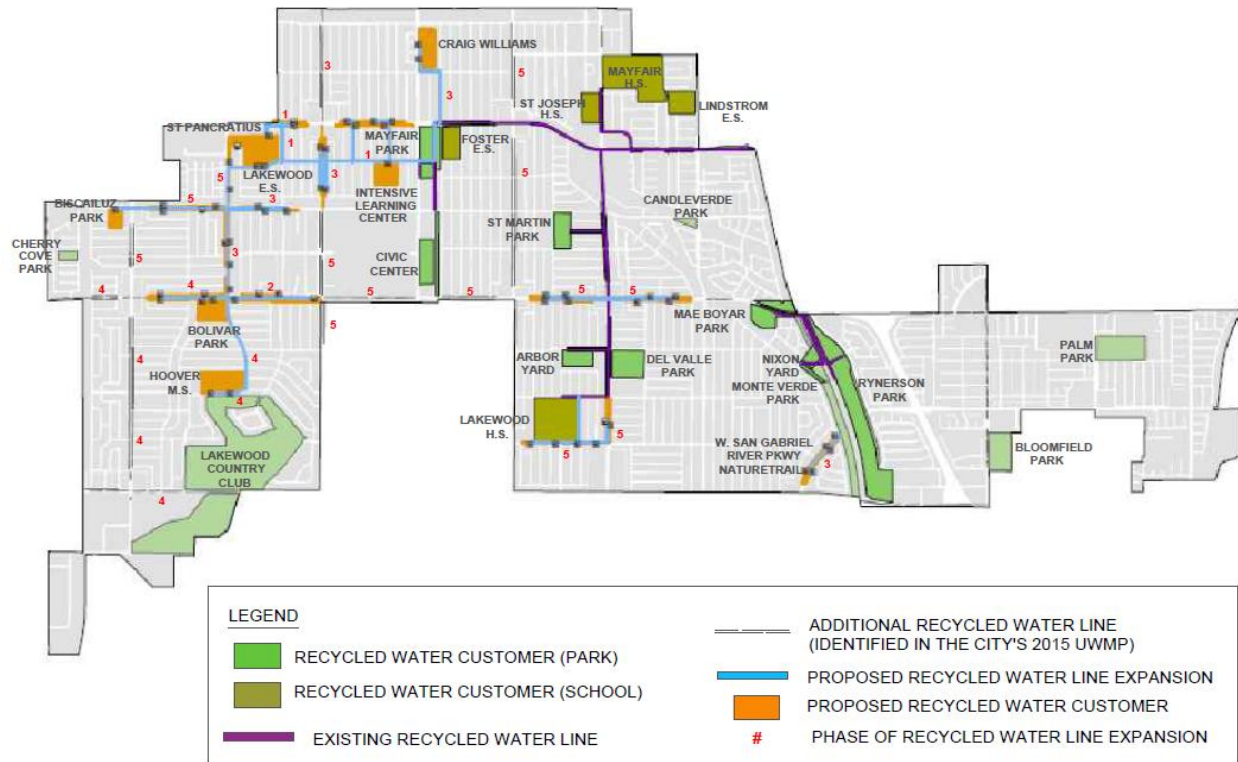 CRAIG WILLIAMS
3
5
MAYFAIR
H.S.
ST JOSEPH
H.S.
LINDSTROM
E.S.
3
1
ST PANCRATIUS
1
MAYFAIR
PARK
FOSTER
E.S.
1
LAKEWOOD
E.S.
5
3
INTENSIVE
LEARNING
CENTER
5
BISCAILUZ
PARK
5
3
CANDLEVERDE
PARK
ST MARTIN
PARK
CHERRY
COVE
PARK
5
3
5
CIVIC
CENTER
4
4
2
5
5
5
5
BOLIVAR
PARK
5
MAE BOYAR
PARK
4
4
HOOVER
M.S.
4
ARBOR
YARD
DEL VALLE
PARK
NIXON
YARD
MONTE VERDE
PARK
RYNERSON
PARK
PALM
PARK
LAKEWOOD
H.S.
5
5
4
LAKEWOOD
COUNTRY
CLUB
4
W. SAN GABRIEL
RIVER PKWY
NATURETRAIL
3
BLOOMFIELD
PARK
LEGEND
RECYCLED WATER CUSTOMER (PARK)
RECYCLED WATER CUSTOMER (SCHOOL)
EXISTING RECYCLED WATER LINE
ADDITIONAL RECYCLED WATER LINE
(IDENTIFIED IN THE CITY'S 2015 UWMP)
PROPOSED RECYCLED WATER LINE EXPANSION
PROPOSED RECYCLED WATER CUSTOMER
# PHASE OF RECYCLED WATER LINE EXPANSION